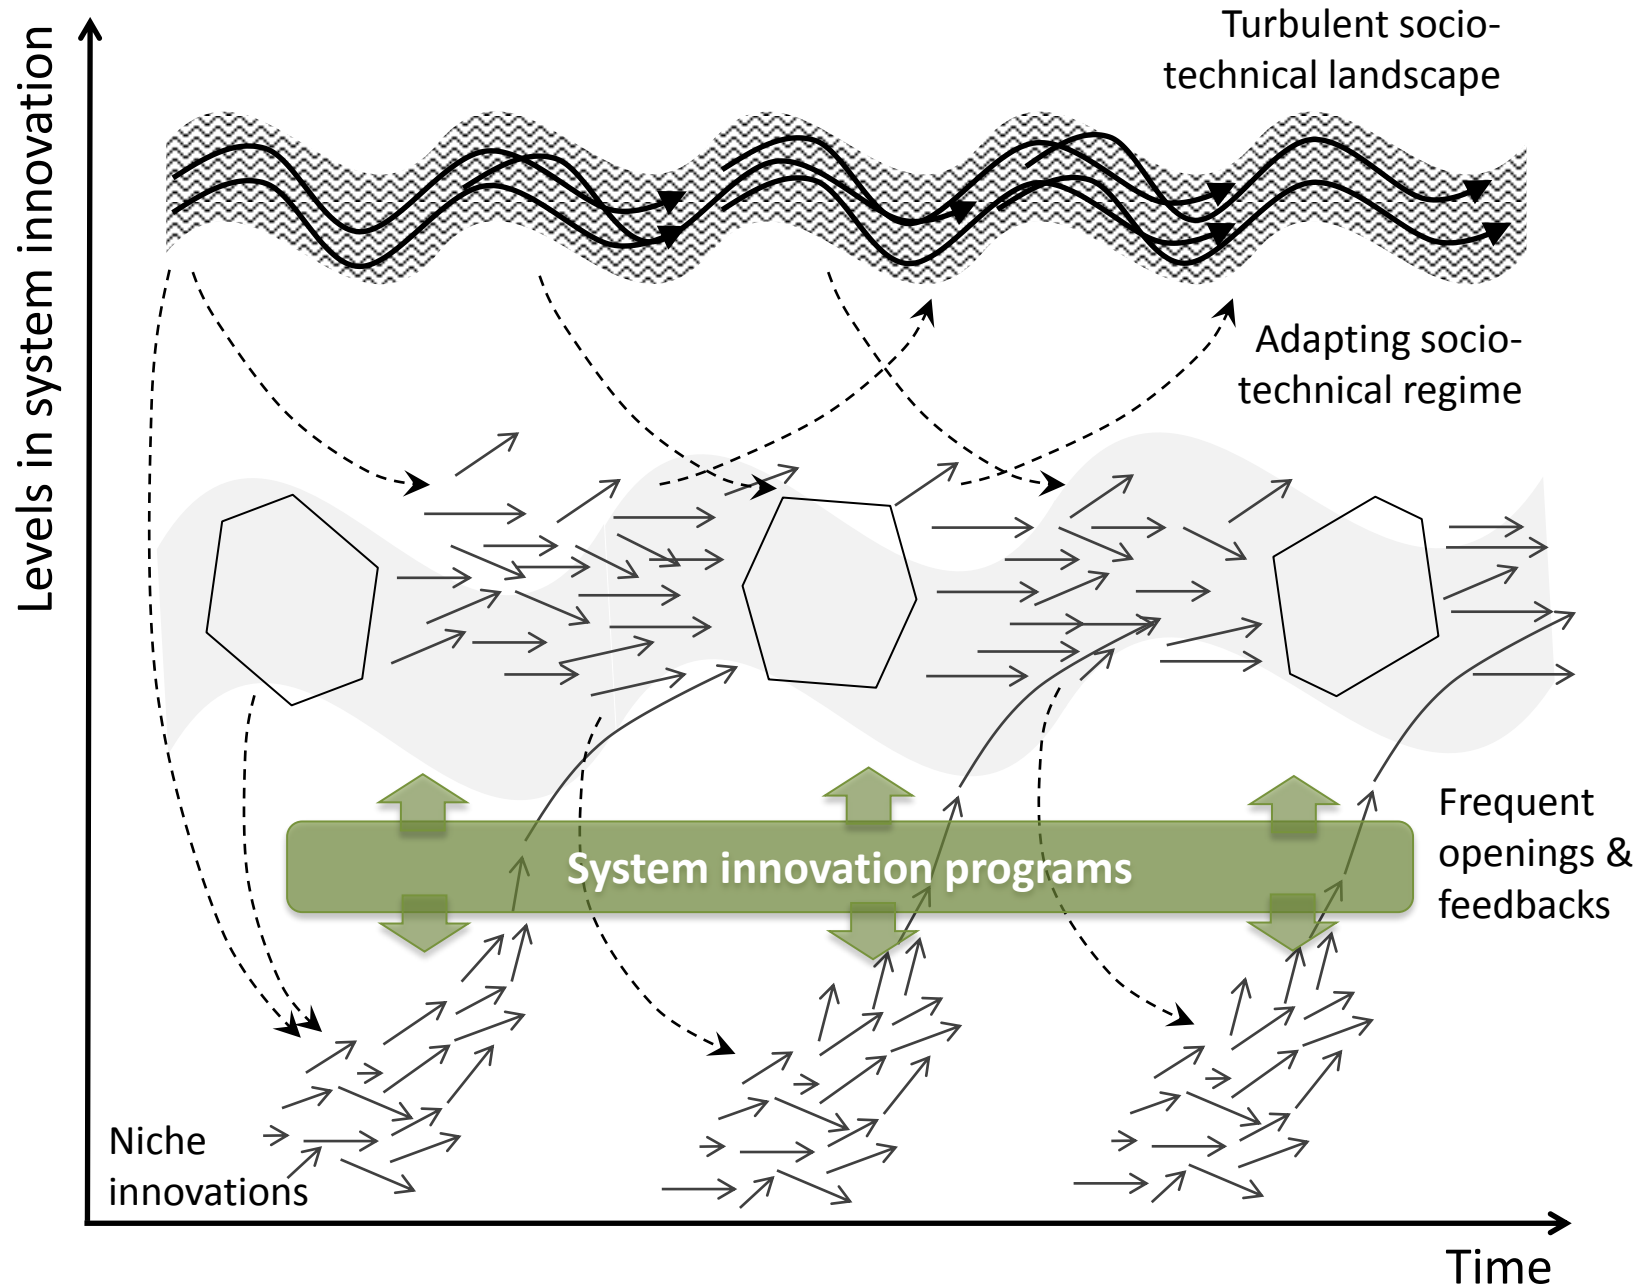 Levels in system innovation
Turbulent socio-
technical landscape
Adapting socio-
technical regime
Frequent
openings &
feedbacks
System innovation programs
Niche
innovations
Time